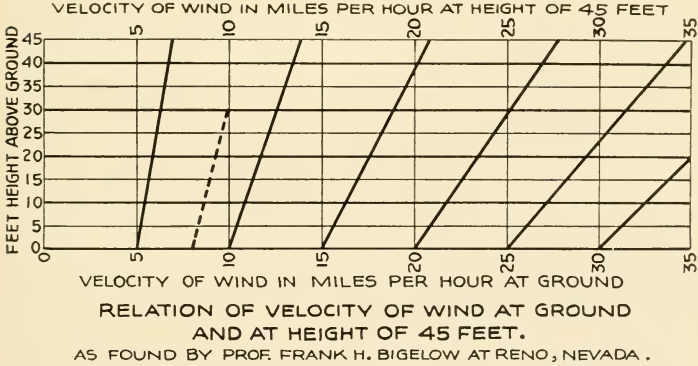 VELOCITY OF WIND IN MILES PER HOUR AT HEIGHT OF 45 FEET
5 10 15 20 25 30 35
FEET HEIGHT ABOVE GROUND
45
40
35
30
25
20
15
10
5
0
0 5 10 15 20 25 30 35
VELOCITY OF WIND IN MILES PER HOUR AT GROUND
RELATION OF VELOCITY OF WIND AT GROUND
AND AT HEIGHT OF 45 FEET.
AS FOUND BY PROF. FRANK H. BIGELOW AT RENO, NEVADA.